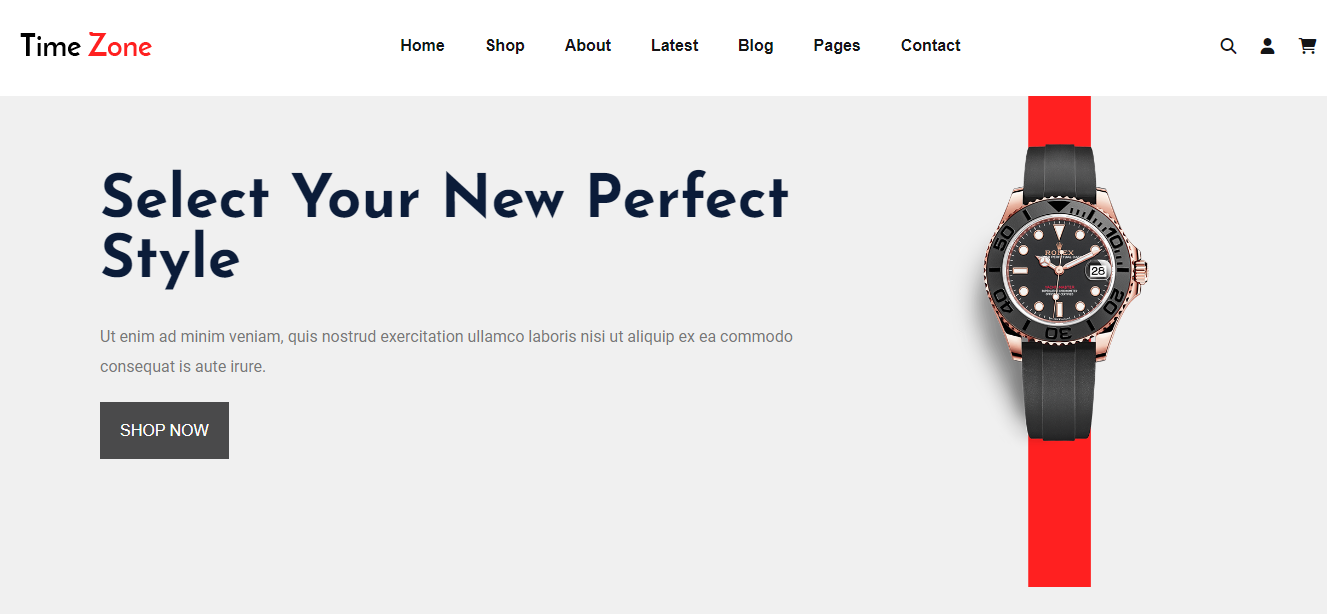 Time Zone
Home Shop About Latest Blog Pages Contact
Select Your New Perfect
Style
Ut enim ad minim veniam, quis nostrud exercitation ullamco laboris nisi ut aliquip ex ea commodo
consequat is aute irure.
SHOP NOW
10
20
30
40
50
ROLEX
28